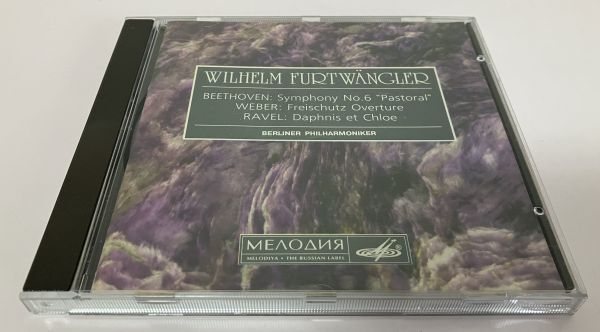 WILHELM FURTWÄNGLER
BEETHOVEN: Symphony No.6 "Pastoral"
WEBER: Freischutz Overture
RAVEL: Daphnis et Chloe
BERLINER PHILHARMONIKER
МЕЛОДИЯ
MELODIYA • THE RUSSIAN LABEL